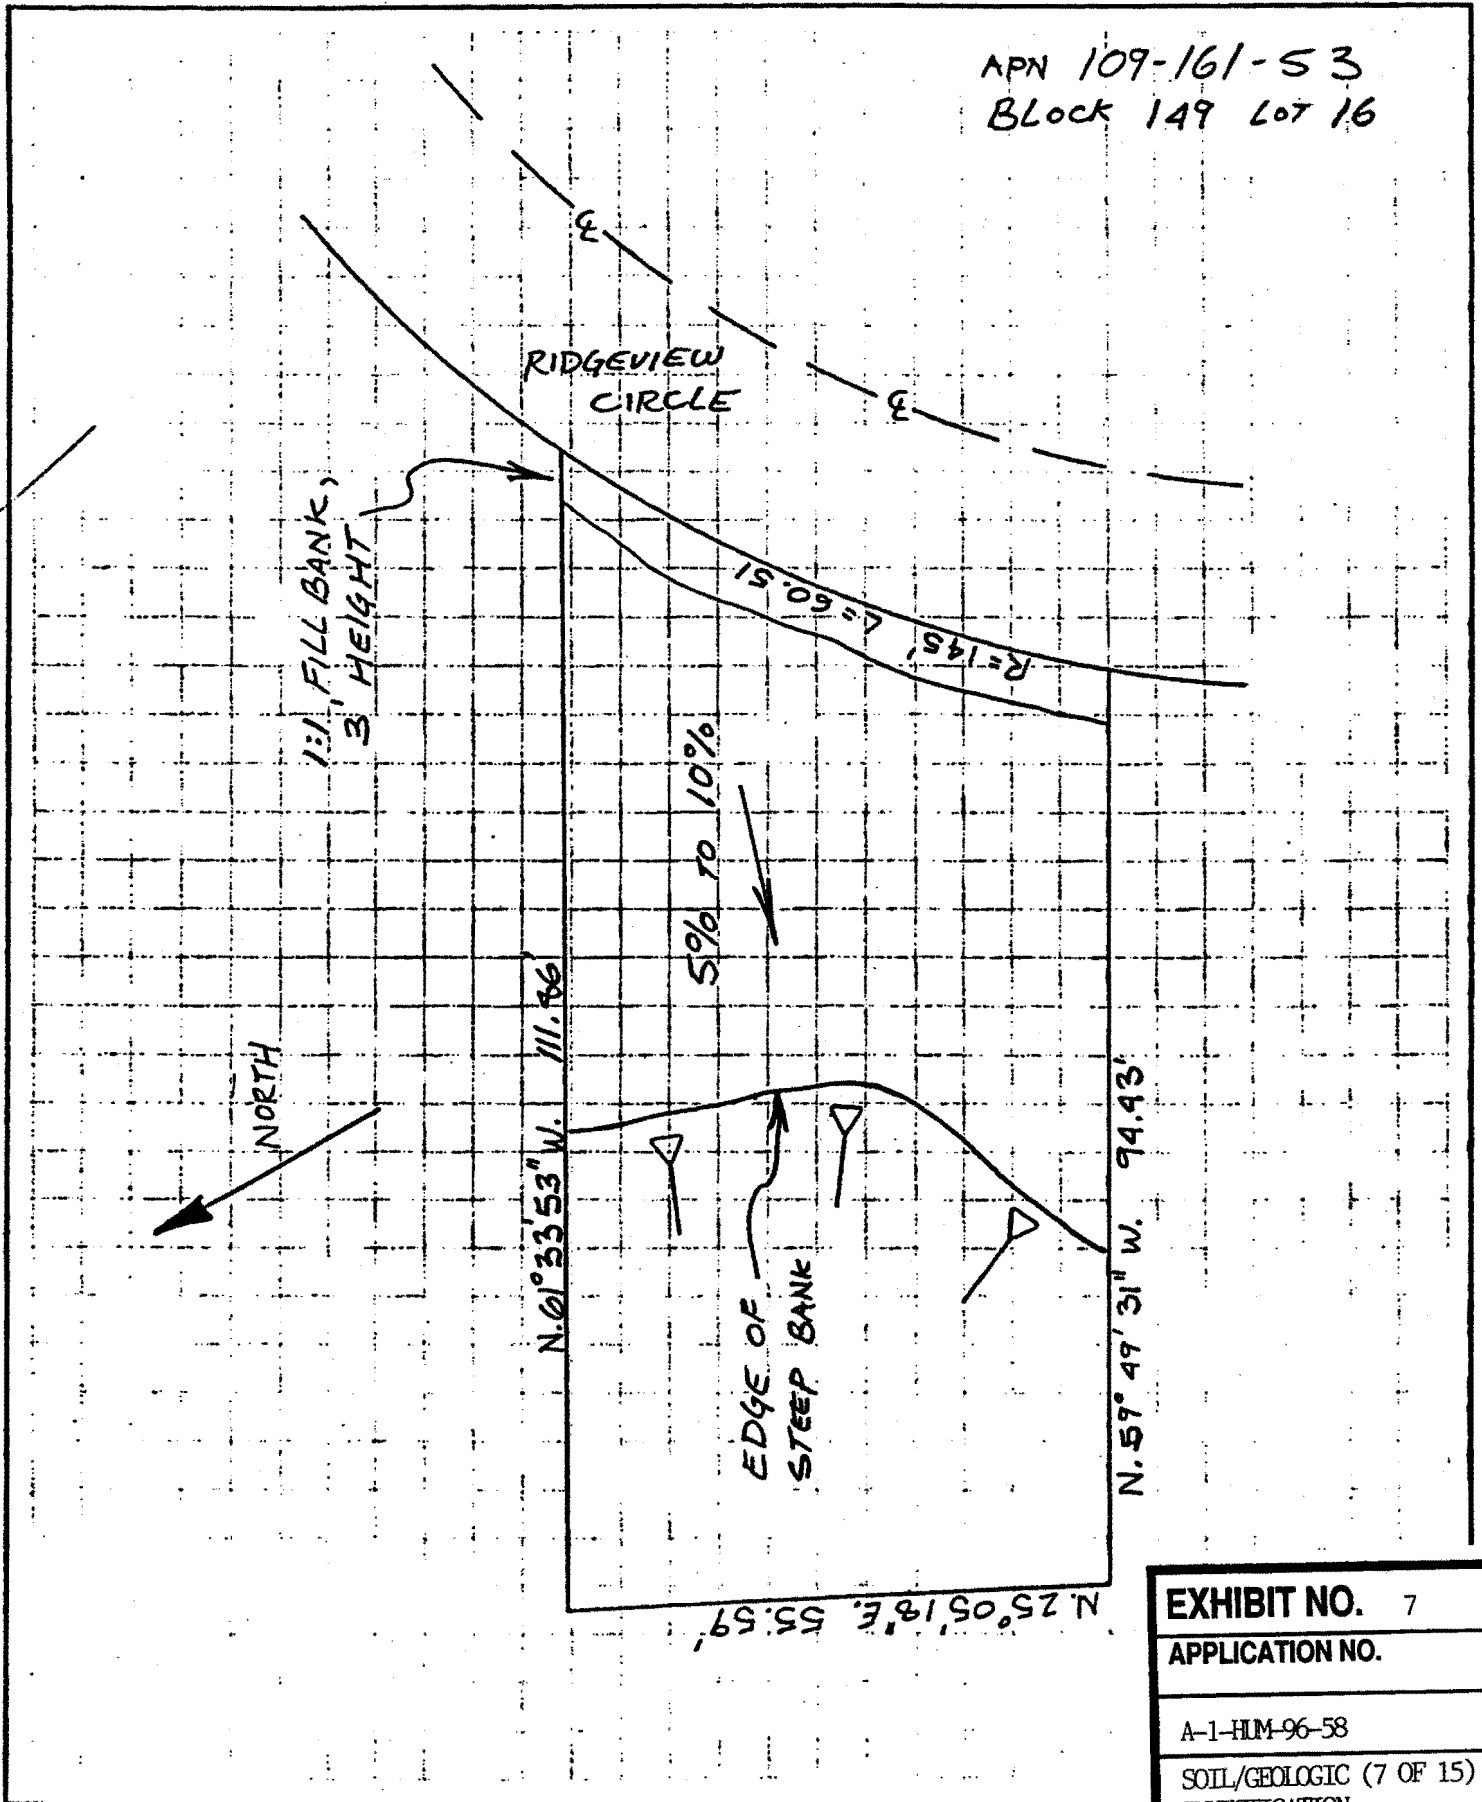 APN 109-161-53
BLOCK 149 LOT 16
℄
RIDGEVIEW
CIRCLE
℄
1:1 FILL BANK,
3' HEIGHT
L = 60.51
R = 145'
5% TO 10%
NORTH
N. 61° 33' 53" W. 111.86'
N. 59° 49' 31" W. 94.43'
EDGE OF
STEEP BANK
N. 25° 05' 18" E. 55.59'
EXHIBIT NO. 7
APPLICATION NO.
A-1-HUM-96-58
SOIL/GEOLOGIC (7 OF 15)